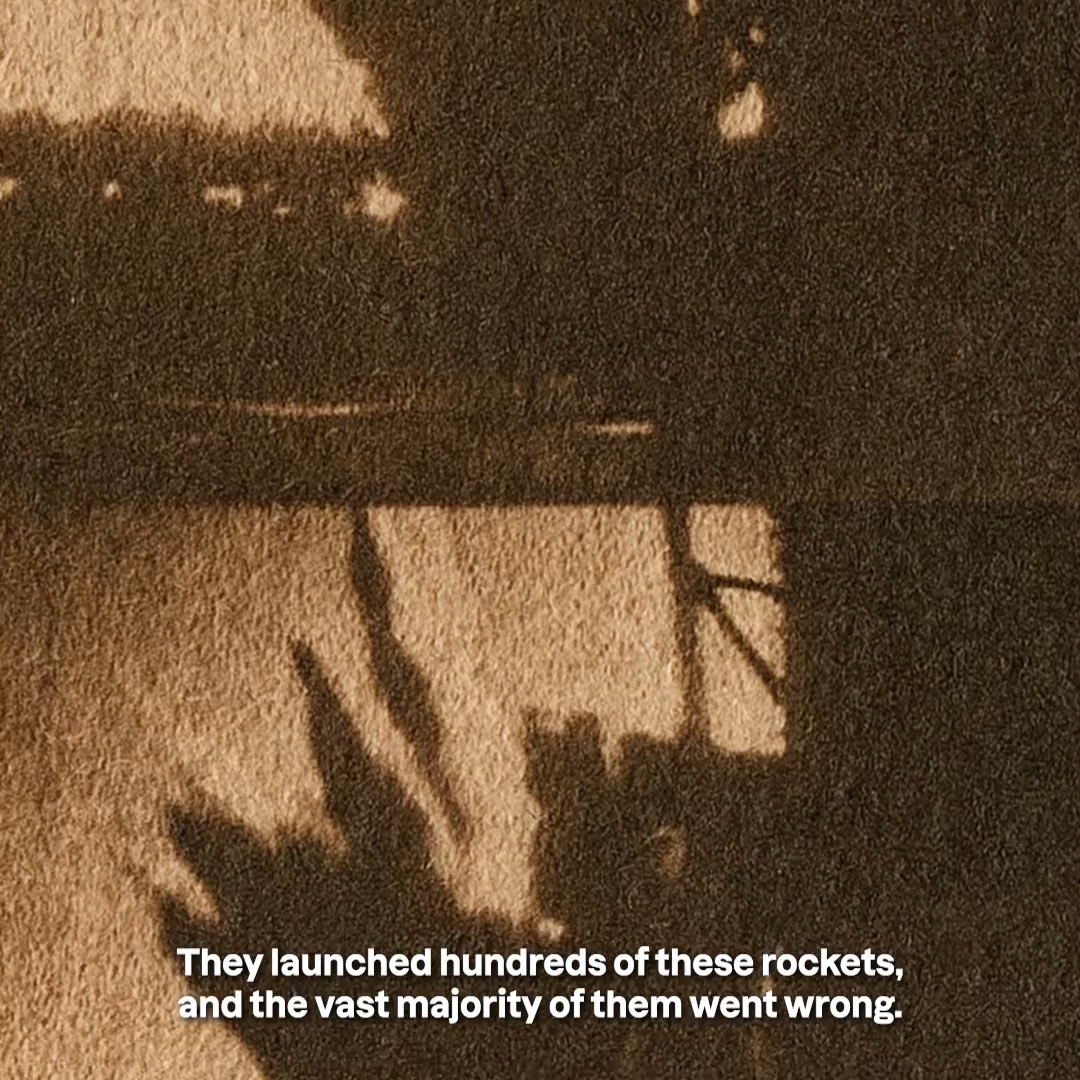 They launched hundreds of these rockets,
and the vast majority of them went wrong.